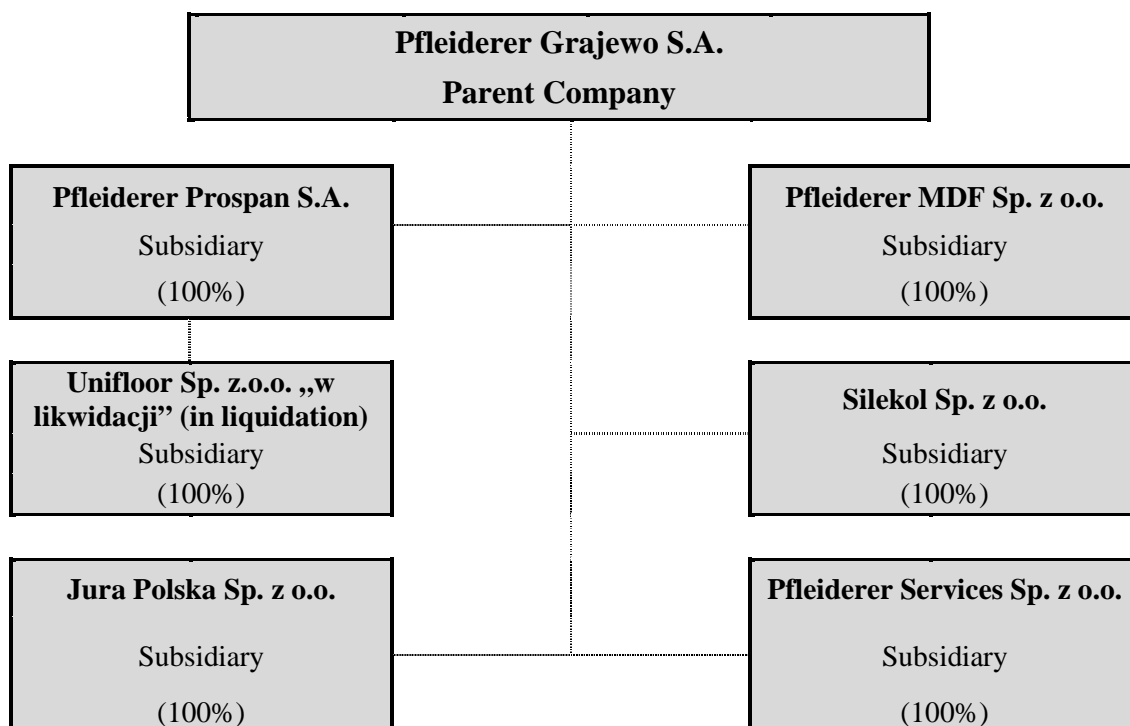 Pfleiderer Grajewo S.A.
Parent Company
Pfleiderer Prospan S.A.
Subsidiary
(100%)
Pfleiderer MDF Sp. z o.o.
Subsidiary
(100%)
Unifloor Sp. z.o.o. „w
likwidacji” (in liquidation)
Subsidiary
(100%)
Silekol Sp. z o.o.
Subsidiary
(100%)
Jura Polska Sp. z o.o.
Subsidiary
(100%)
Pfleiderer Services Sp. z o.o.
Subsidiary
(100%)